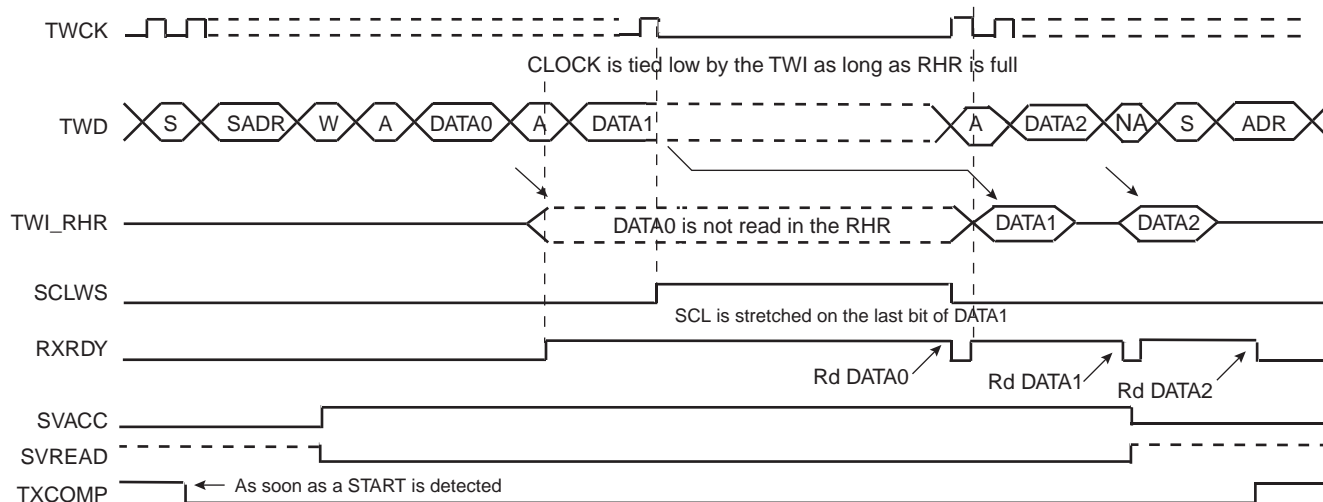 TWCK
CLOCK is tied low by the TWI as long as RHR is full
TWD S SADR W A DATA0 A DATA1 A DATA2 NA S ADR
TWI_RHR DATA0 is not read in the RHR DATA1 DATA2
SCLWS
SCL is stretched on the last bit of DATA1
RXRDY
Rd DATA0 Rd DATA1 Rd DATA2
SVACC
SVREAD
TXCOMP As soon as a START is detected